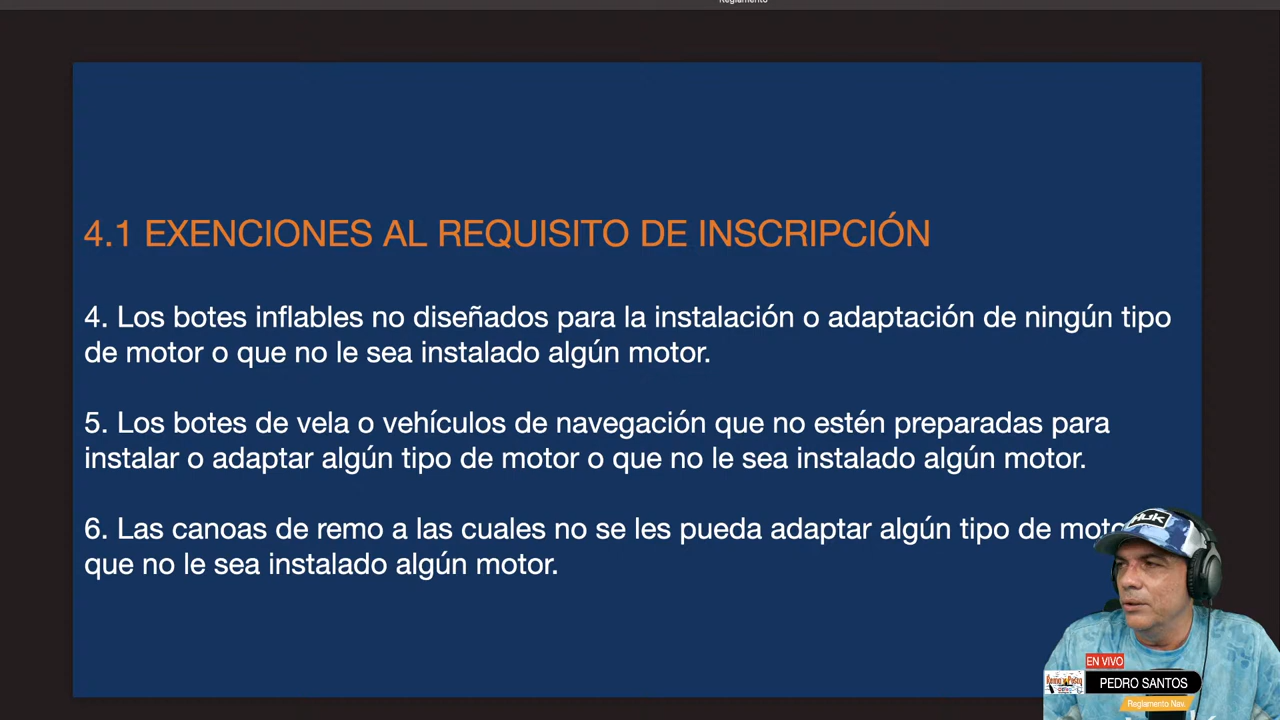 Reglamento
4.1 EXENCIONES AL REQUISITO DE INSCRIPCIÓN
4. Los botes inflables no diseñados para la instalación o adaptación de ningún tipo
de motor o que no le sea instalado algún motor.
5. Los botes de vela o vehículos de navegación que no estén preparadas para
instalar o adaptar algún tipo de motor o que no le sea instalado algún motor.
6. Las canoas de remo a las cuales no se les pueda adaptar algún tipo de
que no le sea instalado algún motor.
HUK
EN VIVO
PEDRO SANTOS
Reglamento Nav.